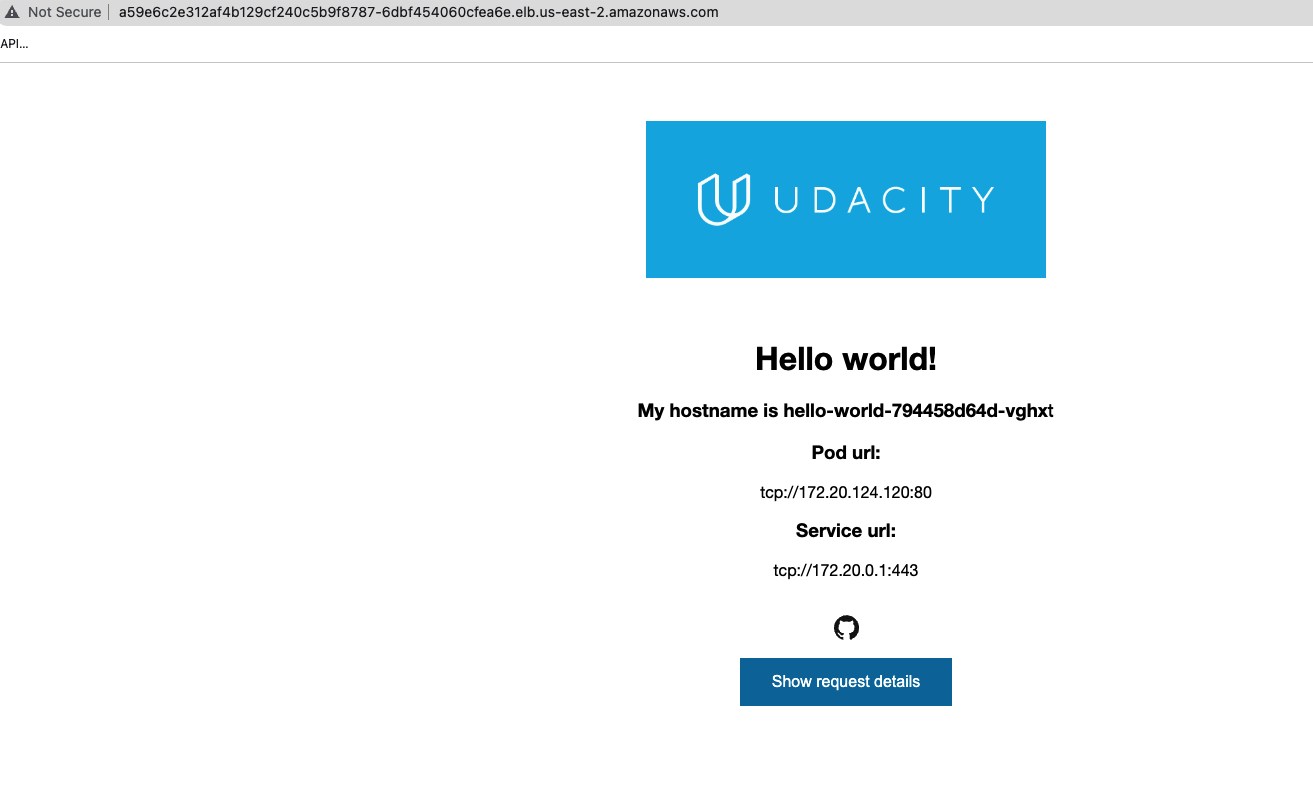 Not Secure | a59e6c2e312af4b129cf240c5b9f8787-6dbf454060cfea6e.elb.us-east-2.amazonaws.com
API...
UDACITY
Hello world!
My hostname is hello-world-794458d64d-vghxt
Pod url:
tcp://172.20.124.120:80
Service url:
tcp://172.20.0.1:443
Show request details